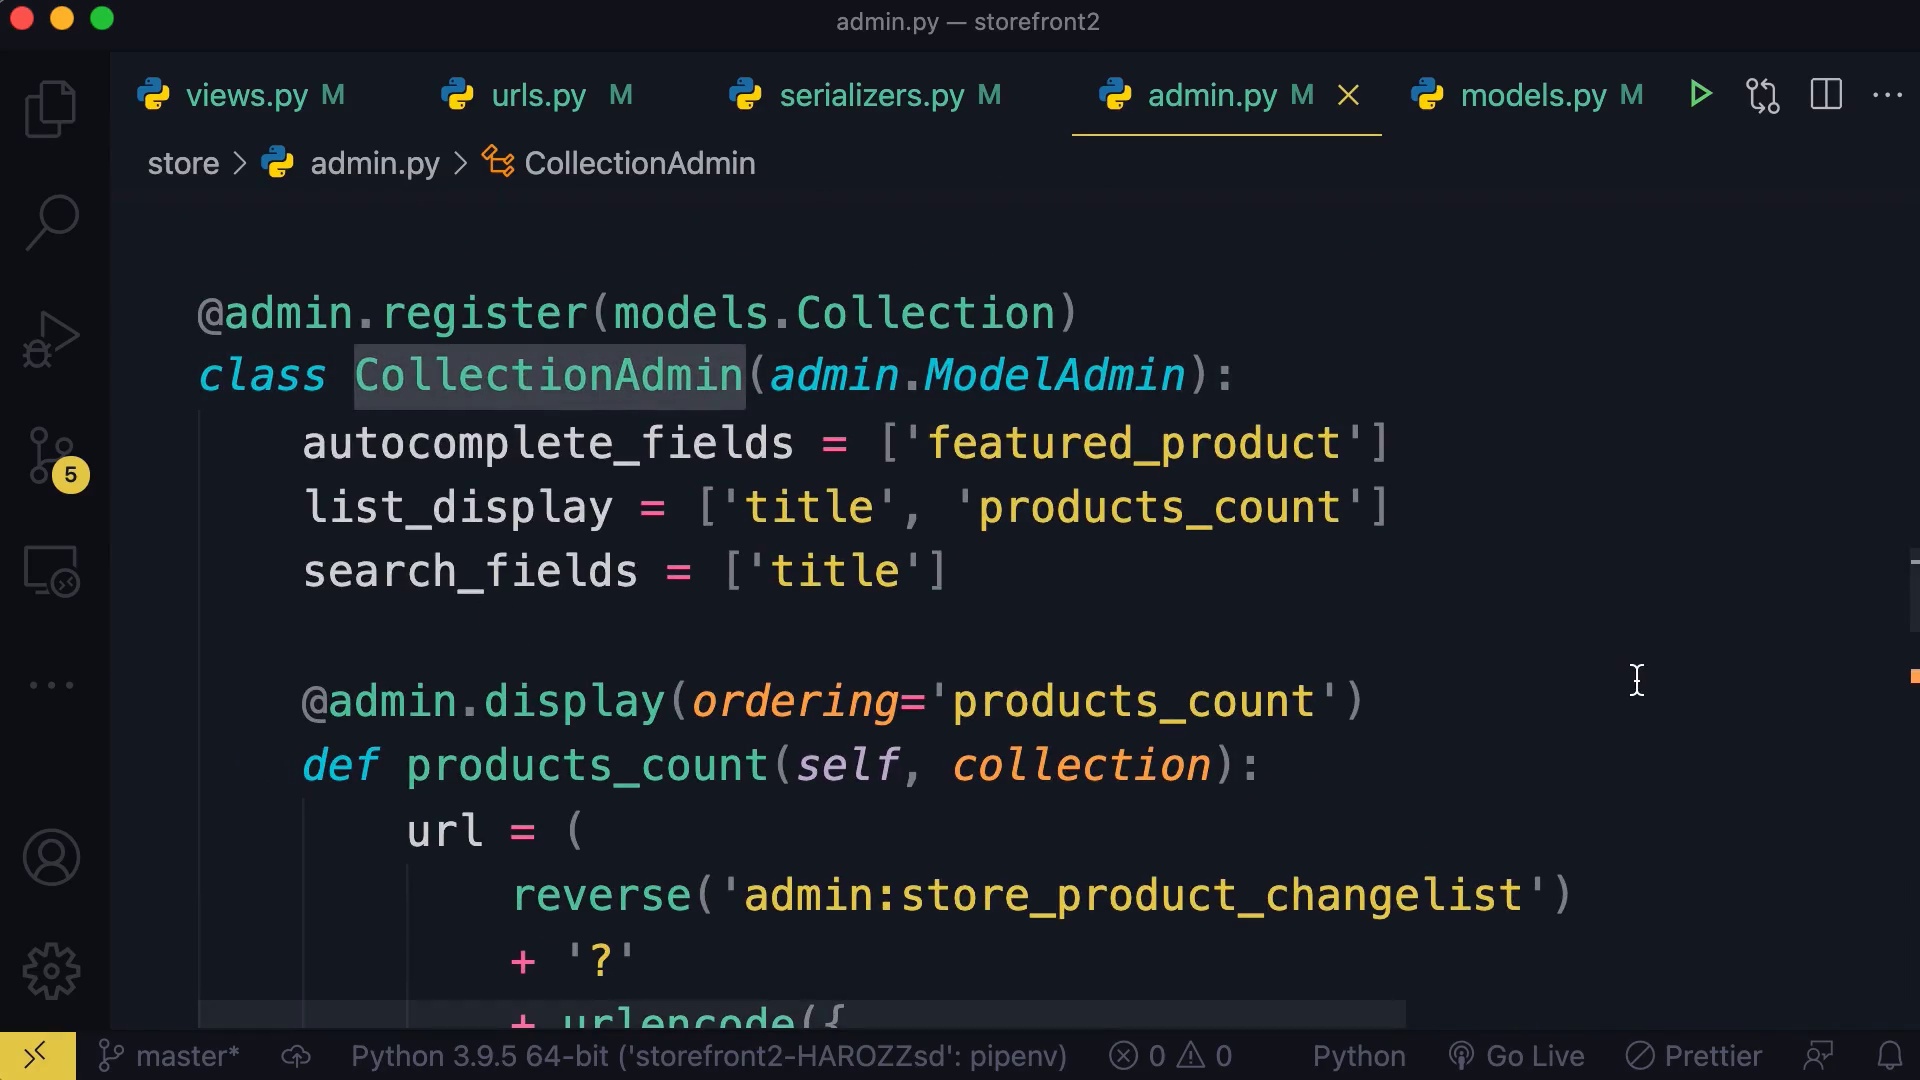 admin.py — storefront2
views.py M urls.py M serializers.py M admin.py M models.py M
store > admin.py > CollectionAdmin
@admin.register(models.Collection)
class CollectionAdmin(admin.ModelAdmin):
    autocomplete_fields = ['featured_product']
    list_display = ['title', 'products_count']
    search_fields = ['title']
    @admin.display(ordering='products_count')
    def products_count(self, collection):
        url = (
            reverse('admin:store_product_changelist')
            + '?'
            + urlencode({
5
master* Python 3.9.5 64-bit ('storefront2-HAROZZsd': pipenv) 0 0 Python Go Live Prettier